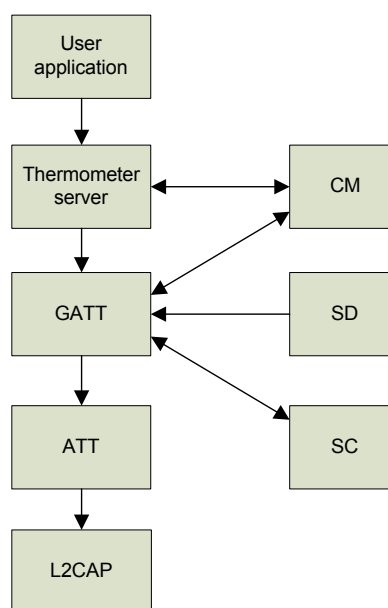 User
application
Thermometer
server
CM
GATT
SD
ATT
SC
L2CAP